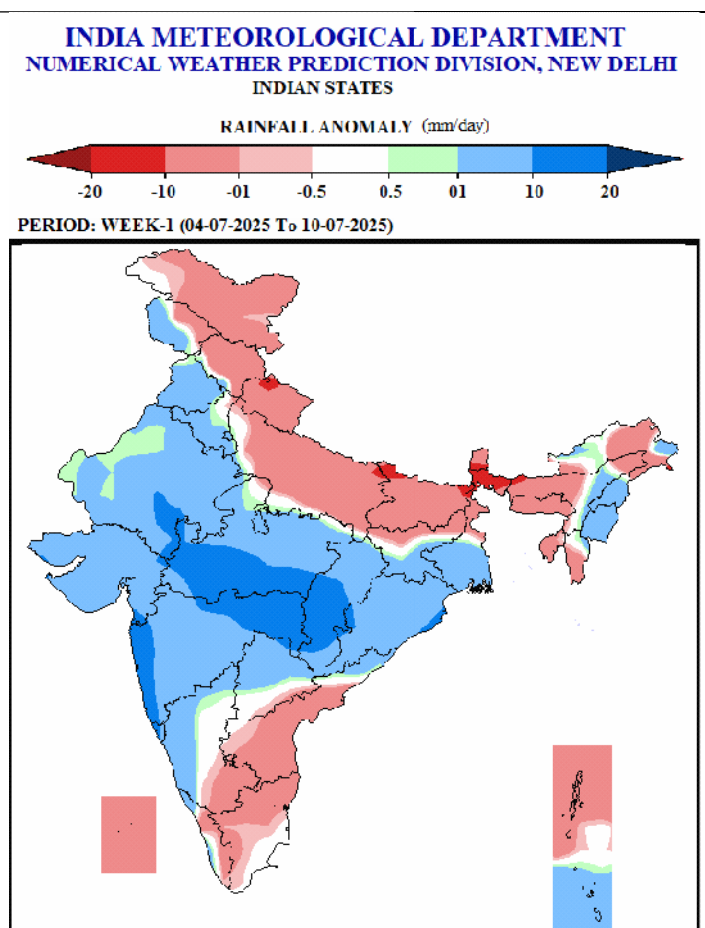 INDIA METEOROLOGICAL DEPARTMENT
NUMERICAL WEATHER PREDICTION DIVISION, NEW DELHI
INDIAN STATES
RAINFALL ANOMALY (mm/day)
-20 -10 -01 -0.5 0.5 01 10 20
PERIOD: WEEK-1 (04-07-2025 To 10-07-2025)